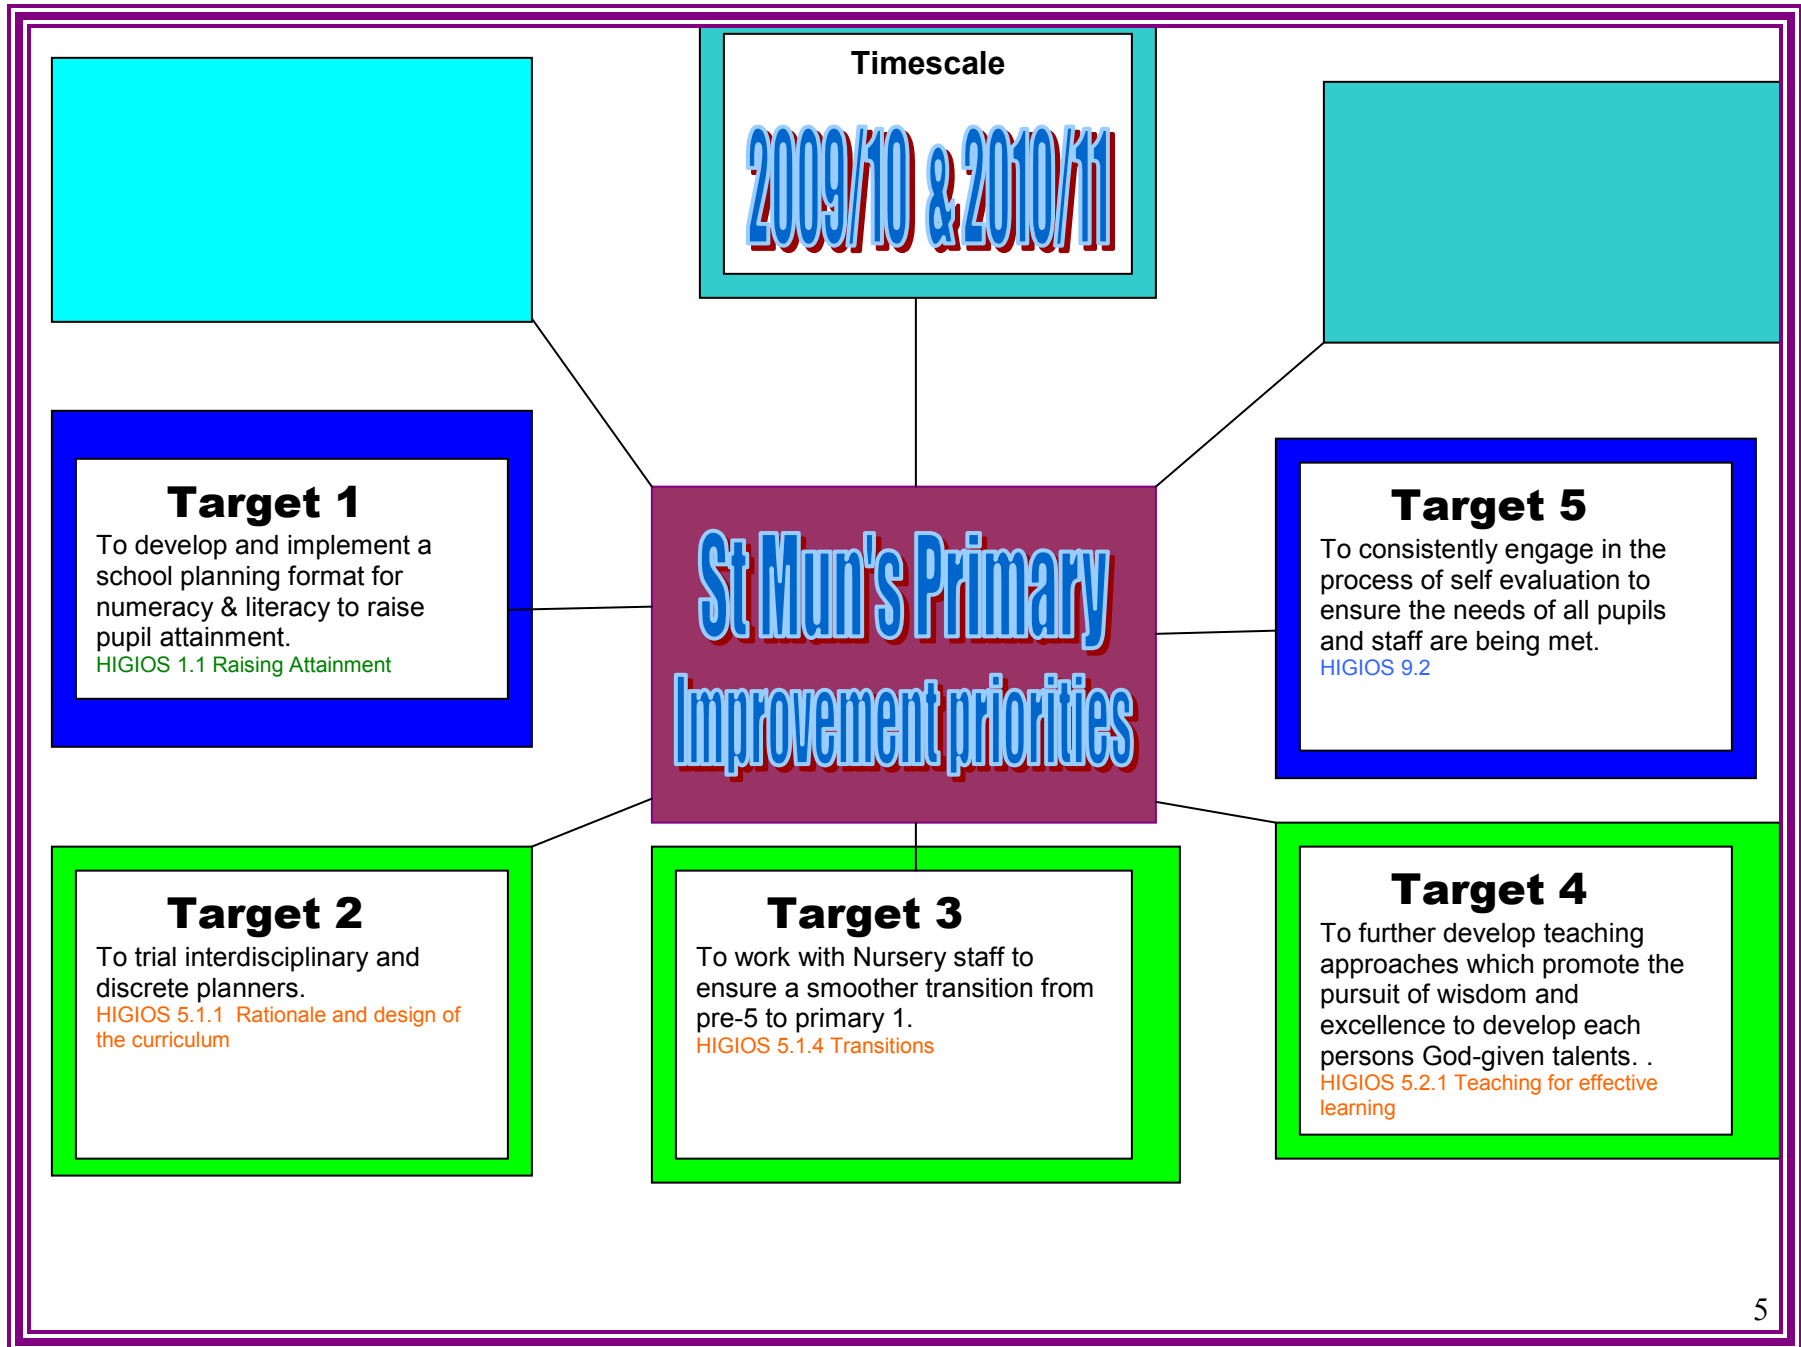 Timescale
2009/10 & 2010/11
St Mun's Primary
Improvement priorities
Target 1
To develop and implement a
school planning format for
numeracy & literacy to raise
pupil attainment.
HIGIOS 1.1 Raising Attainment
Target 5
To consistently engage in the
process of self evaluation to
ensure the needs of all pupils
and staff are being met.
HIGIOS 9.2
Target 2
To trial interdisciplinary and
discrete planners.
HIGIOS 5.1.1  Rationale and design of
the curriculum
Target 3
To work with Nursery staff to
ensure a smoother transition from
pre-5 to primary 1.
HIGIOS 5.1.4 Transitions
Target 4
To further develop teaching
approaches which promote the
pursuit of wisdom and
excellence to develop each
persons God-given talents. .
HIGIOS 5.2.1 Teaching for effective
learning
5